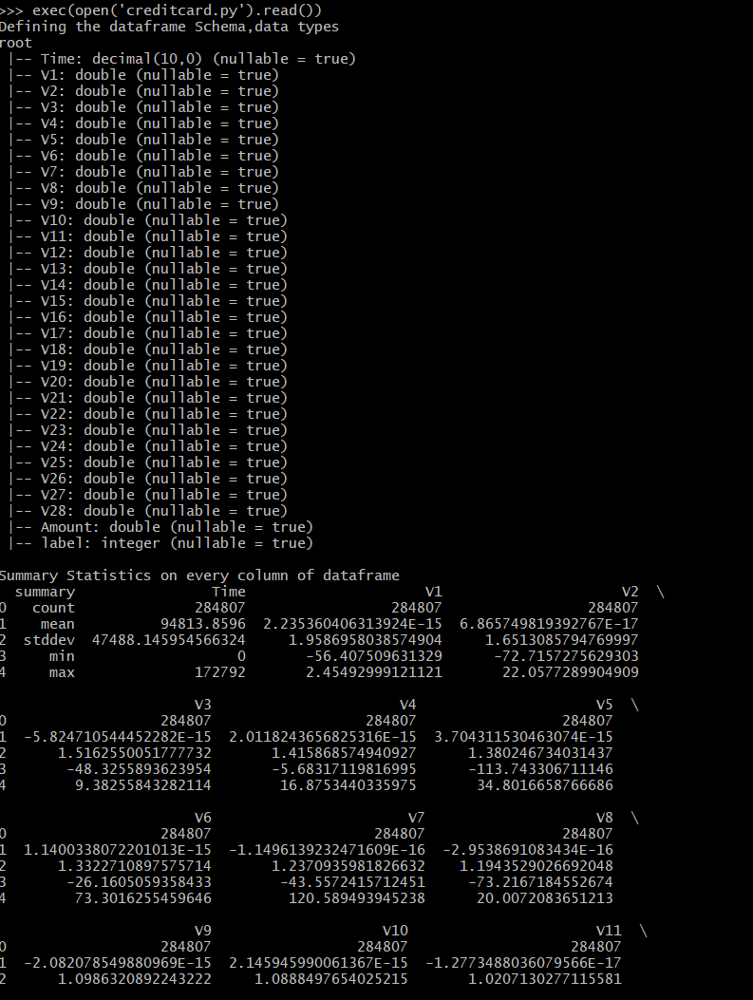 >>> exec(open('creditcard.py').read())
Defining the dataframe Schema,data types
root
 |-- Time: decimal(10,0) (nullable = true)
 |-- V1: double (nullable = true)
 |-- V2: double (nullable = true)
 |-- V3: double (nullable = true)
 |-- V4: double (nullable = true)
 |-- V5: double (nullable = true)
 |-- V6: double (nullable = true)
 |-- V7: double (nullable = true)
 |-- V8: double (nullable = true)
 |-- V9: double (nullable = true)
 |-- V10: double (nullable = true)
 |-- V11: double (nullable = true)
 |-- V12: double (nullable = true)
 |-- V13: double (nullable = true)
 |-- V14: double (nullable = true)
 |-- V15: double (nullable = true)
 |-- V16: double (nullable = true)
 |-- V17: double (nullable = true)
 |-- V18: double (nullable = true)
 |-- V19: double (nullable = true)
 |-- V20: double (nullable = true)
 |-- V21: double (nullable = true)
 |-- V22: double (nullable = true)
 |-- V23: double (nullable = true)
 |-- V24: double (nullable = true)
 |-- V25: double (nullable = true)
 |-- V26: double (nullable = true)
 |-- V27: double (nullable = true)
 |-- V28: double (nullable = true)
 |-- Amount: double (nullable = true)
 |-- label: integer (nullable = true)
Summary Statistics on every column of dataframe
  summary                Time                    V1                     V2  \
0   count              284807                284807                 284807
1    mean          94813.8596  2.235360406313924E-15  6.865749819392767E-17
2  stddev  47488.145954566324    1.9586958038574904     1.6513085794769997
3     min                   0      -56.407509631329      -72.7157275629303
4     max              172792      2.45492999121121       22.0577289904909
                       V3                     V4                     V5  \
0                  284807                 284807                 284807
1  -5.824710544452282E-15  2.0118243656825316E-15  3.704311530463074E-15
2      1.5162550051777732      1.415868574940927      1.380246734031437
3       -48.3255893623954      -5.68317119816995      -113.743306711146
4        9.38255843282114       16.8753440335975       34.8016658766686
                       V6                      V7                     V8  \
0                  284807                  284807                 284807
1  1.1400338072201013E-15  -1.1496139232471609E-16  -2.9538691083434E-16
2      1.3322710897575714      1.2370935981826632     1.1943529026692048
3       -26.1605059358433       -43.5572415712451      -73.2167184552674
4        73.3016255459646        120.589493945238       20.0072083651213
                       V9                   V10                      V11  \
0                  284807                284807                   284807
1  -2.082078549880969E-15  2.145945990061367E-15  -1.2773488036079566E-17
2      1.0986320892243222    1.0888497654025215       1.0207130277115581